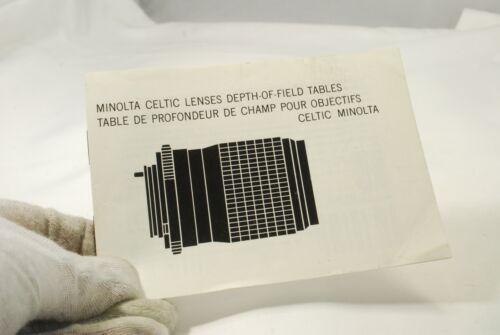 MINOLTA CELTIC LENSES DEPTH-OF-FIELD TABLES
TABLE DE PROFONDEUR DE CHAMP POUR OBJECTIFS
CELTIC MINOLTA